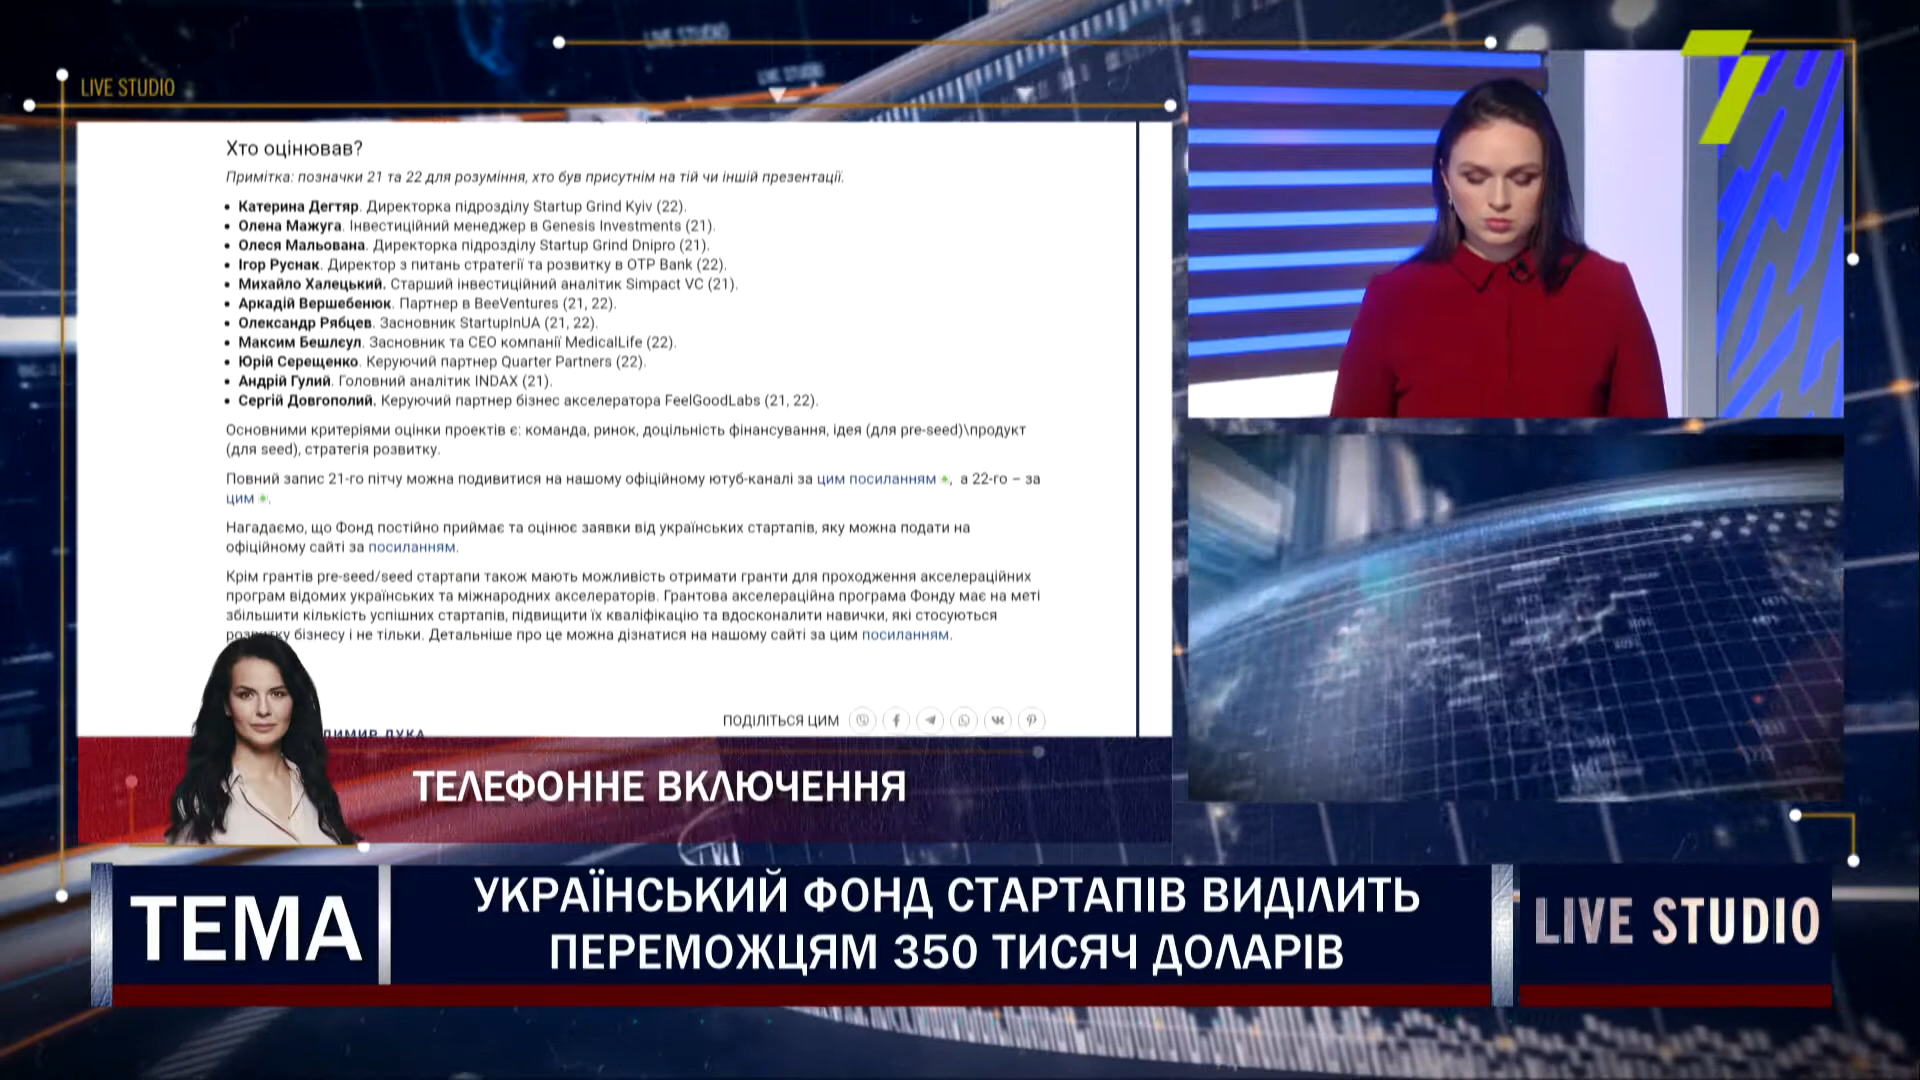 LIVE STUDIO
7
Хто оцінював?
Примітка: позначки 21 та 22 для розуміння, хто був присутнім на тій чи іншій презентації.
• Катерина Дегтяр. Директорка підрозділу Startup Grind Kyiv (22).
• Олена Мажуга. Інвестиційний менеджер в Genesis Investments (21).
• Олеся Мальована. Директорка підрозділу Startup Grind Dnipro (21).
• Ігор Руснак. Директор з питань стратегії та розвитку в OTP Bank (22).
• Михайло Халецький. Старший інвестиційний аналітик Simpact VC (21).
• Аркадій Вершебенюк. Партнер в BeeVentures (21, 22).
• Олександр Рябцев. Засновник StartupInUA (21, 22).
• Максим Бешлєул. Засновник та CEO компанії MedicalLife (22).
• Юрій Серещенко. Керуючий партнер Quarter Partners (22).
• Андрій Гулий. Головний аналітик INDAX (21).
• Сергій Довгополий. Керуючий партнер бізнес акселератора FeelGoodLabs (21, 22).
Основними критеріями оцінки проектів є: команда, ринок, доцільність фінансування, ідея (для pre-seed)\продукт
(для seed), стратегія розвитку.
Повний запис 21-го пітчу можна подивитися на нашому офіційному ютуб-каналі за цим посиланням, а 22-го – за
цим.
Нагадаємо, що Фонд постійно приймає та оцінює заявки від українських стартапів, яку можна подати на
офіційному сайті за посиланням.
Крім грантів pre-seed/seed стартапи також мають можливість отримати гранти для проходження акселераційних
програм відомих українських та міжнародних акселераторів. Грантова акселераційна програма Фонду має на меті
збільшити кількість успішних стартапів, підвищити їх кваліфікацію та вдосконалити навички, які стосуються
розвитку бізнесу і не тільки. Детальніше про це можна дізнатися на нашому сайті за цим посиланням.
ПОДІЛІТЬСЯ ЦИМ
ТЕЛЕФОННЕ ВКЛЮЧЕННЯ
ТЕМА
УКРАЇНСЬКИЙ ФОНД СТАРТАПІВ ВИДІЛИТЬ
ПЕРЕМОЖЦЯМ 350 ТИСЯЧ ДОЛАРІВ
LIVE STUDIO